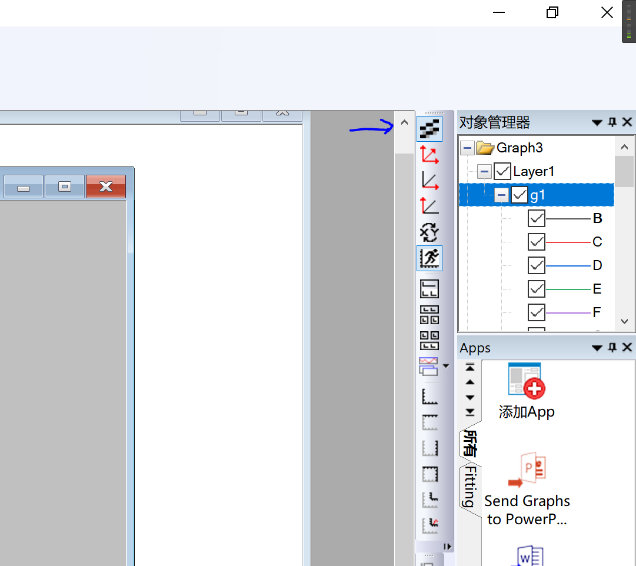 对象管理器
Graph3
Layer1
g1
B
C
D
E
F
Apps
添加App
所有
Fitting
Send Graphs
to PowerP...